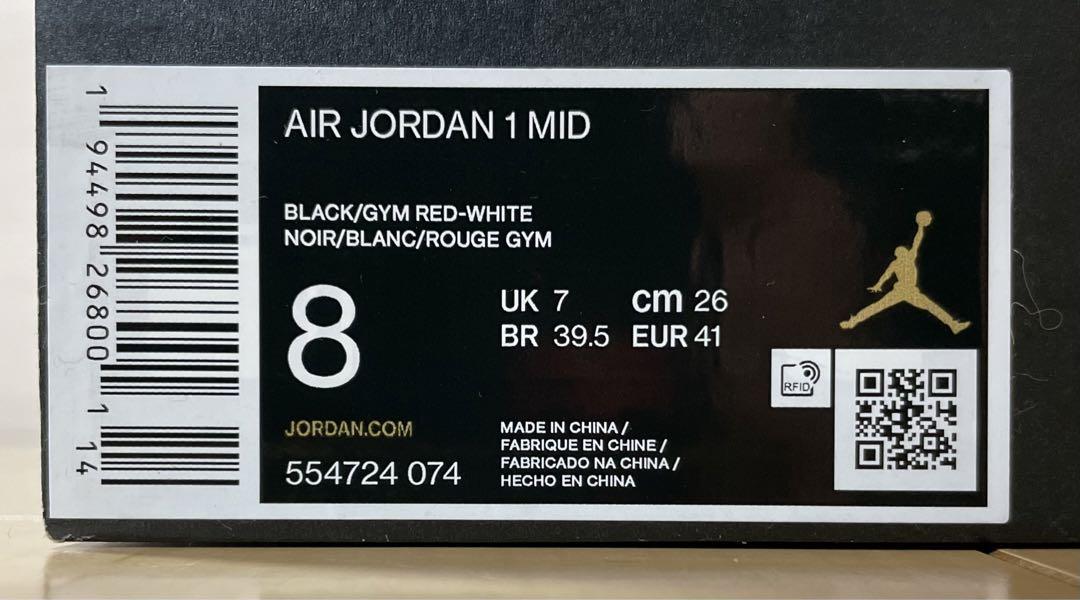 AIR JORDAN 1 MID
BLACK/GYM RED-WHITE
NOIR/BLANC/ROUGE GYM
8
UK 7 cm 26
BR 39.5 EUR 41
RFID
JORDAN.COM
554724 074
MADE IN CHINA /
FABRIQUE EN CHINE /
FABRICADO NA CHINA /
HECHO EN CHINA
1 94498 26800 1 14